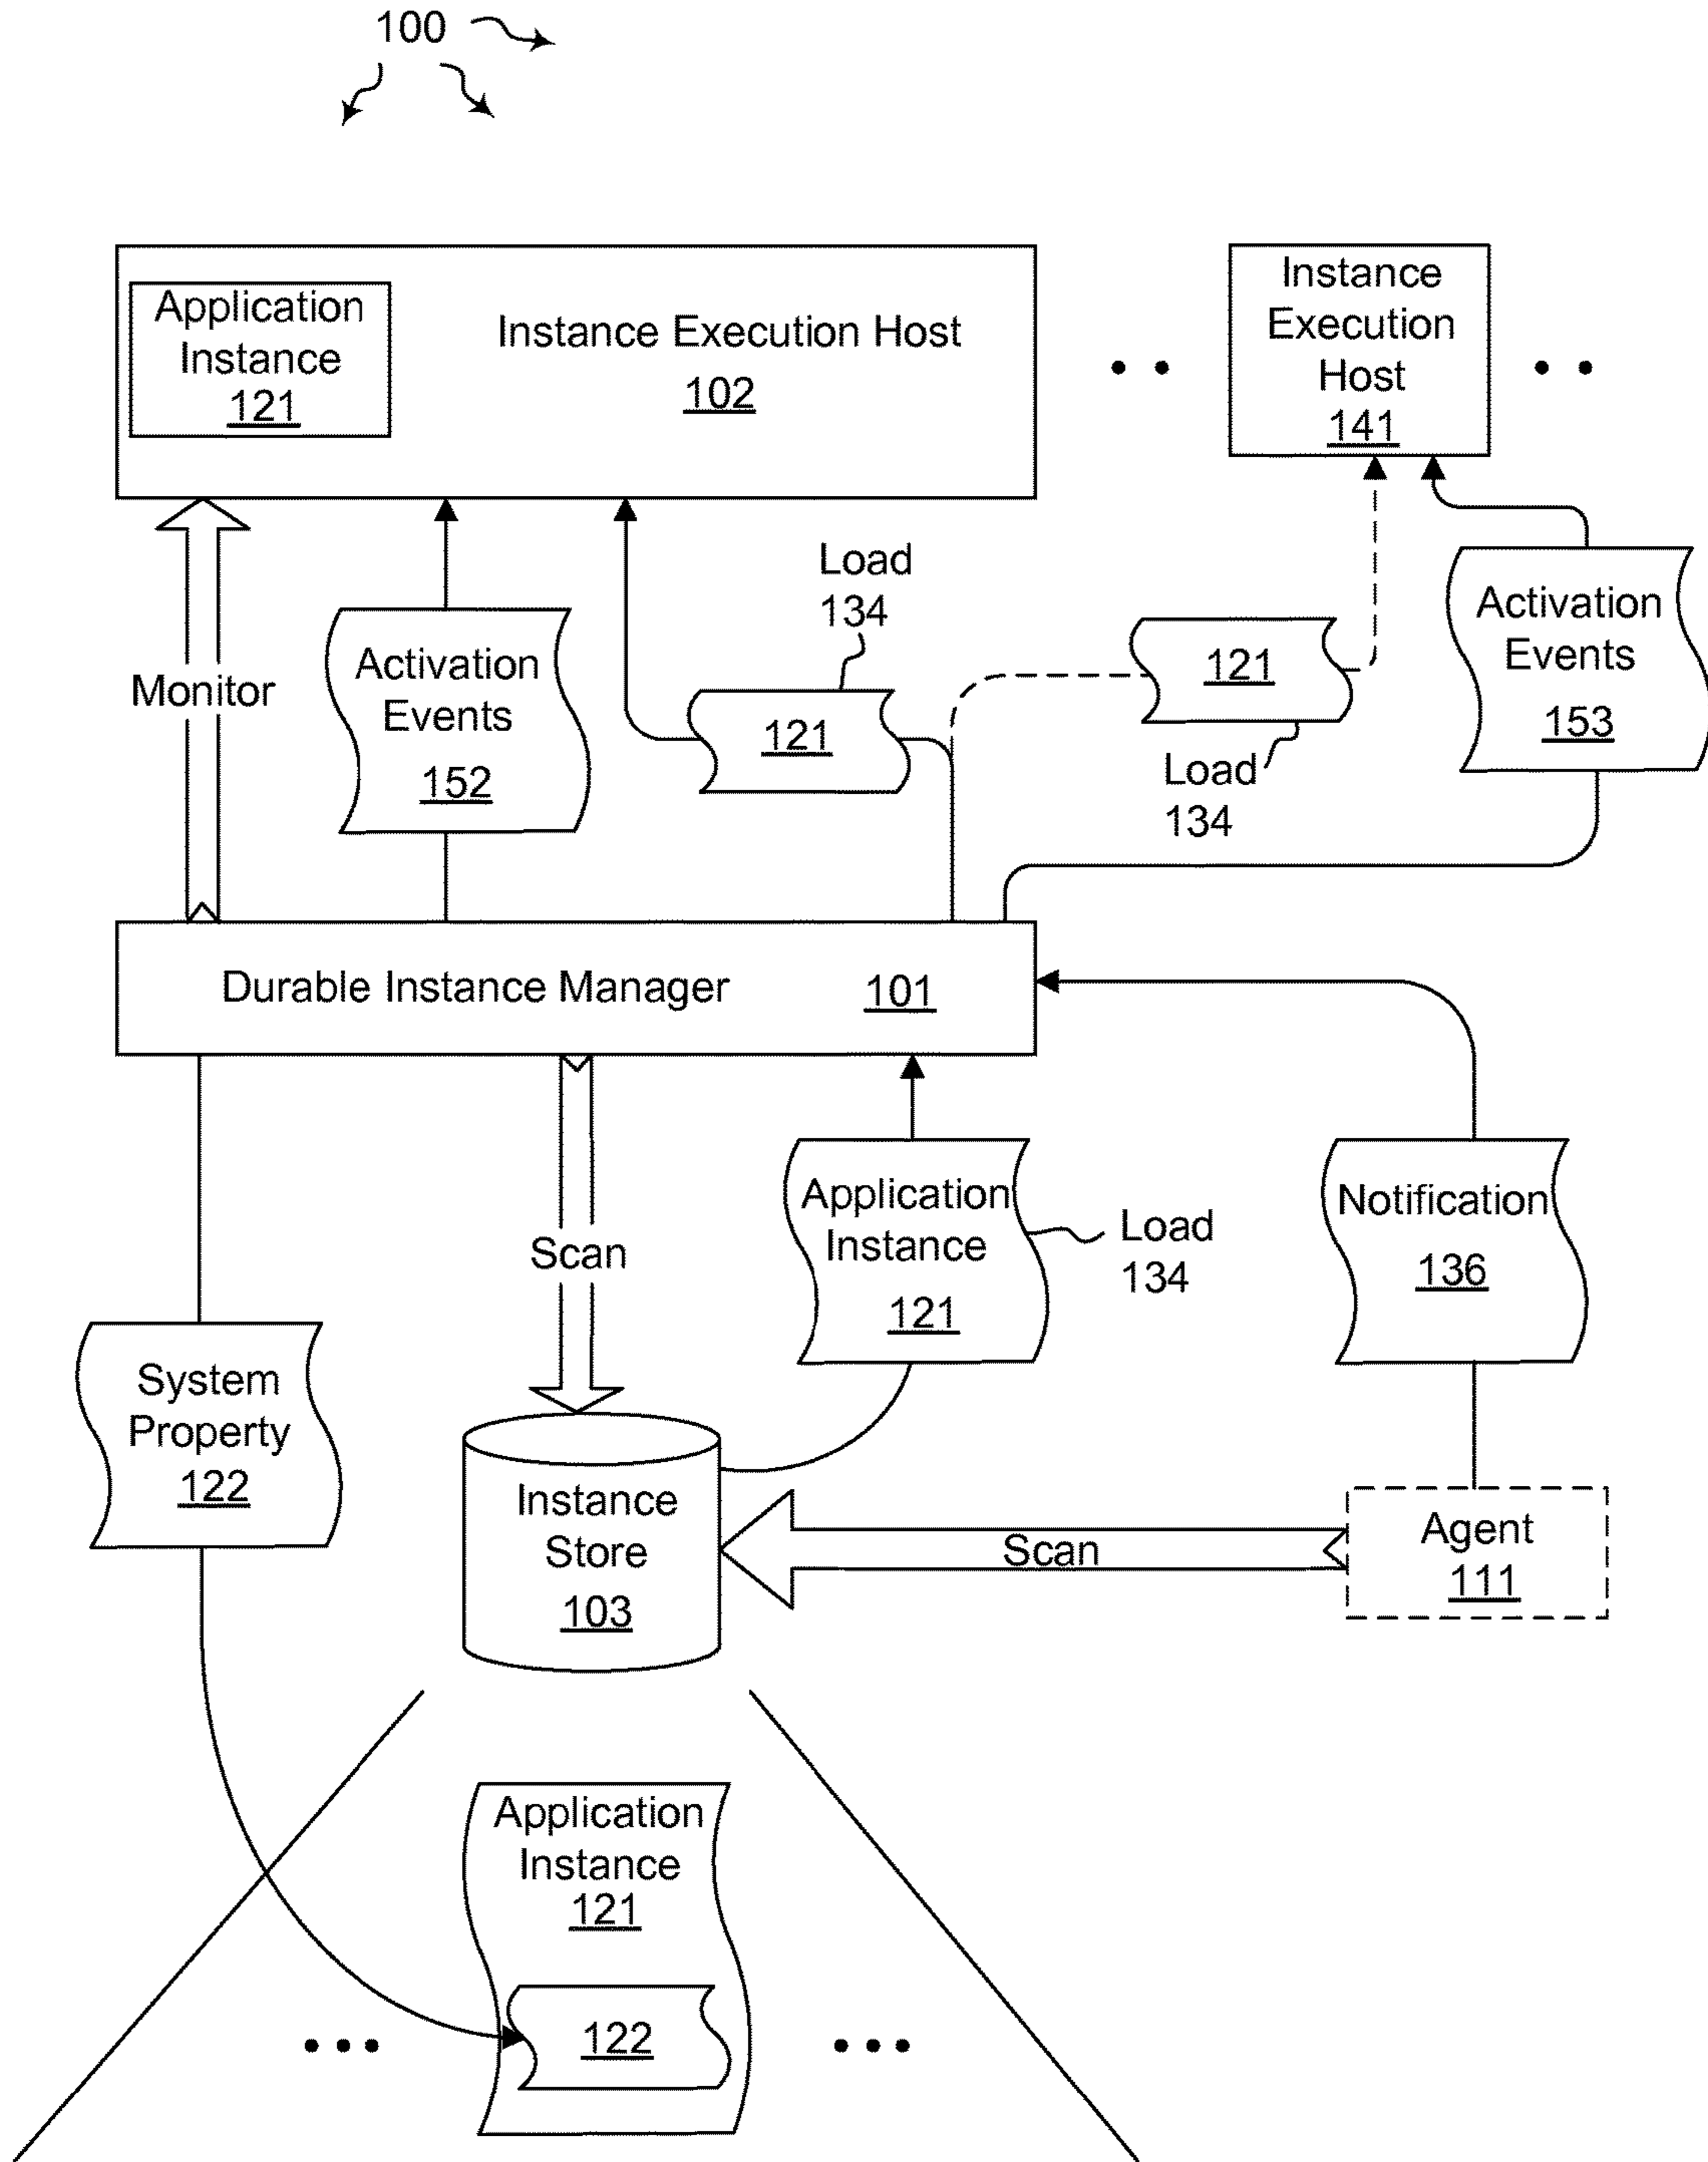 100
Application
Instance
121
Instance Execution Host
102
Instance
Execution
Host
141
Monitor
Activation
Events
152
Load
134
121
121
Load
134
Activation
Events
153
Durable Instance Manager 101
Scan
Application
Instance
121
Load
134
Notification
136
System
Property
122
Instance
Store
103
Scan
Agent
111
Application
Instance
121
122